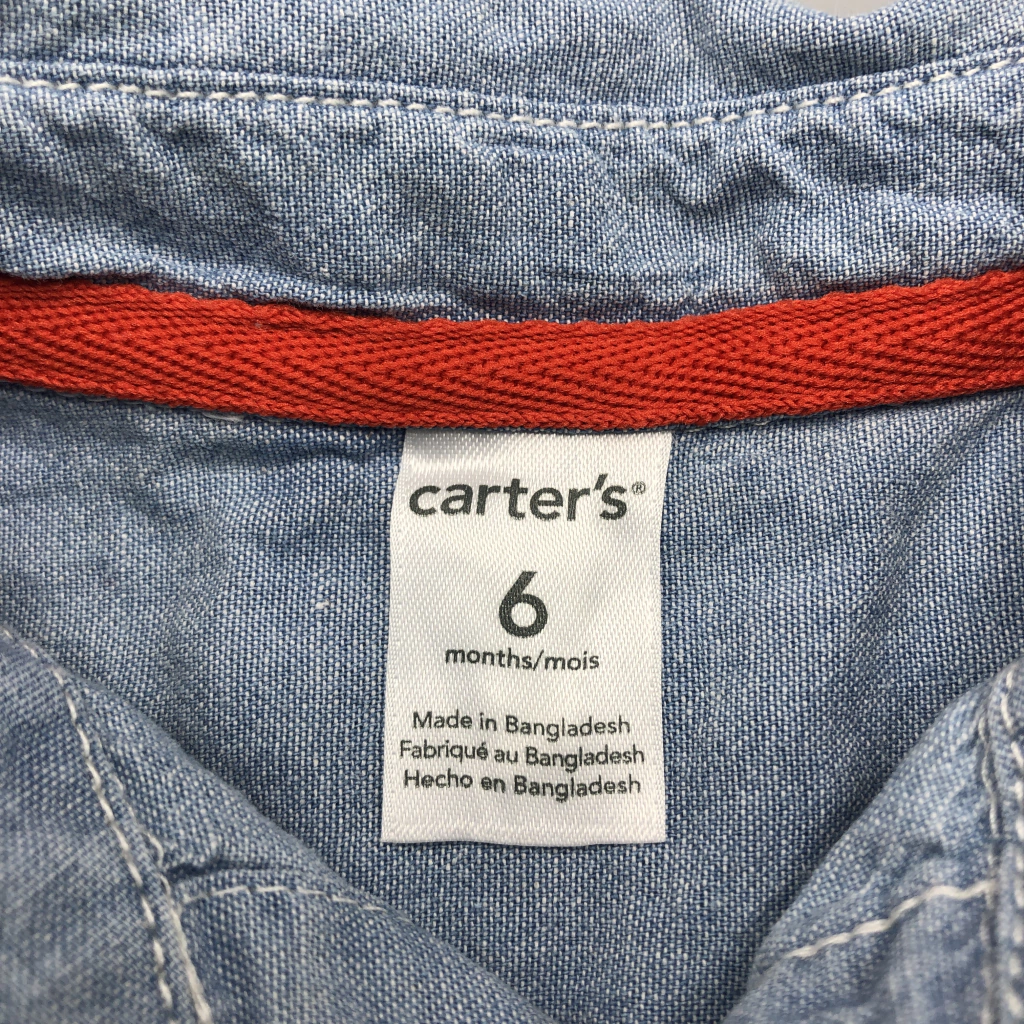 carter's®
6
months/mois
Made in Bangladesh
Fabriqué au Bangladesh
Hecho en Bangladesh